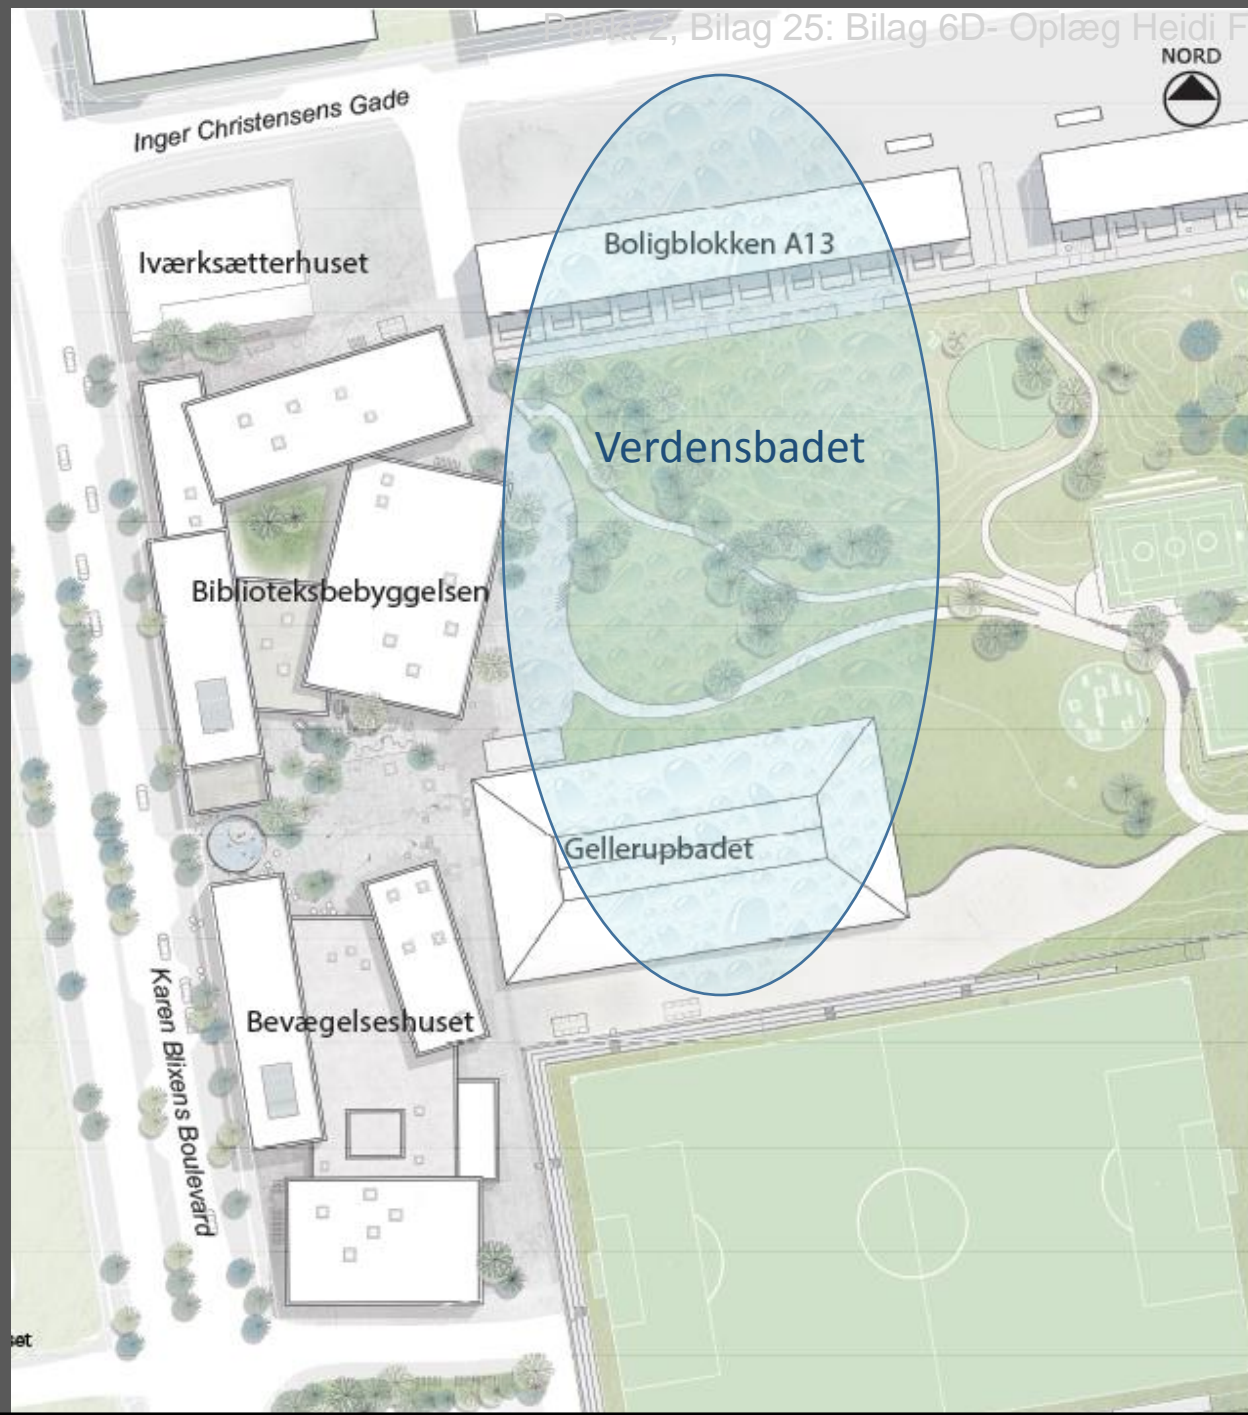 Punkt 2, Bilag 25: Bilag 6D- Oplæg Heidi F
NORD
Inger Christensens Gade
Iværksætterhuset
Boligblokken A13
Verdensbadet
Biblioteksbebyggelsen
Gellerupbadet
Karen Blixens Boulevard
Bevægelseshuset
set